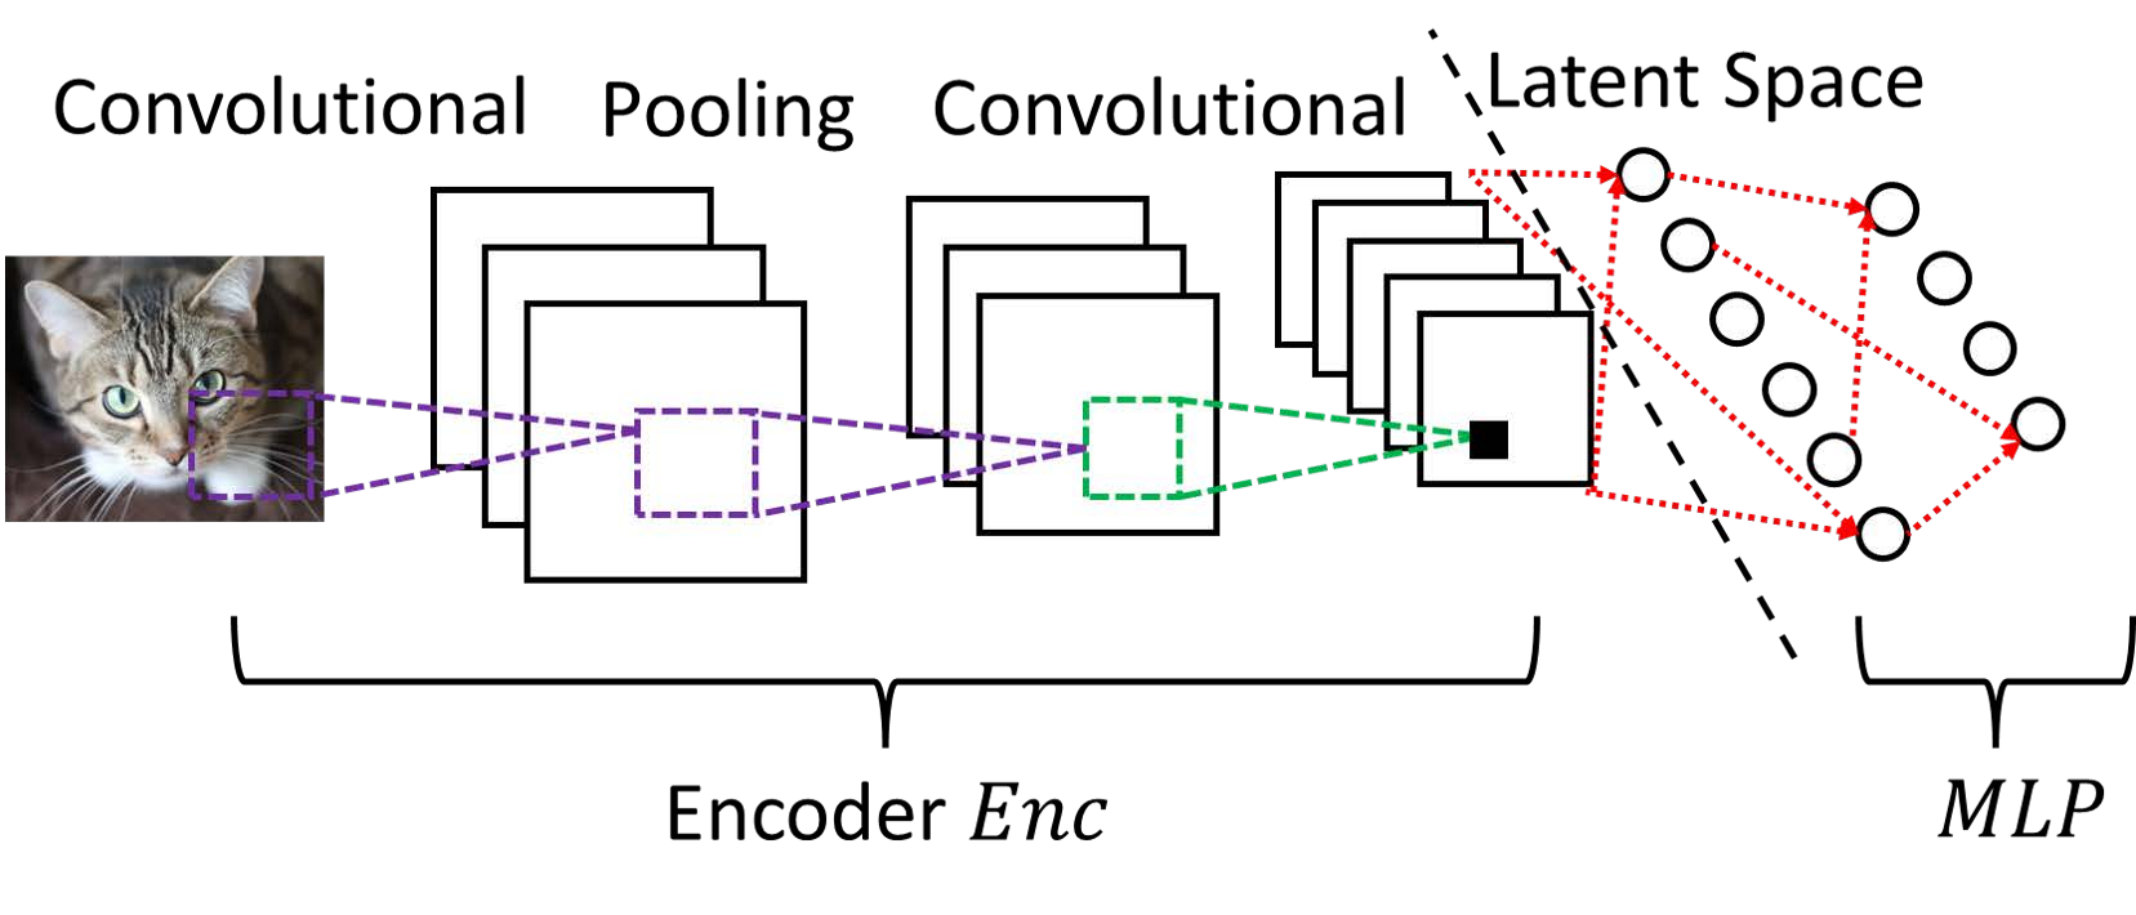 Convolutional
Pooling
Convolutional
Latent Space
Encoder Enc
MLP